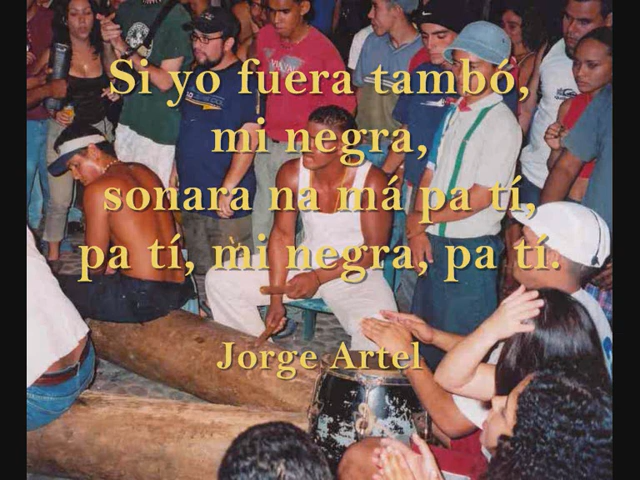 Si yo fuera tambó,
mi negra,
sonara na má pa tí,
pa tí, mi negra, pa tí.
Jorge Artel